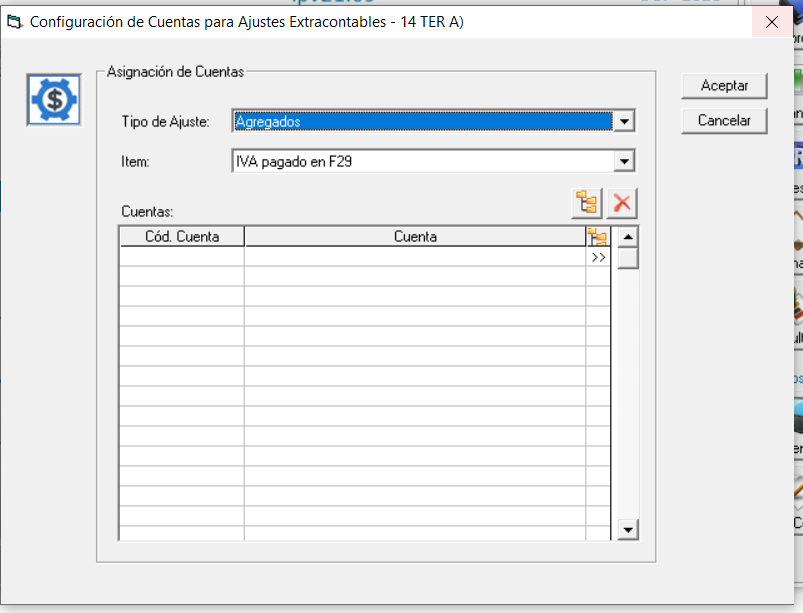 Configuración de Cuentas para Ajustes Extracontables - 14 TER A)
Asignación de Cuentas
Aceptar
Tipo de Ajuste: Agregados
Cancelar
Item: IVA pagado en F29
Cuentas:
Cód. Cuenta Cuenta
>>